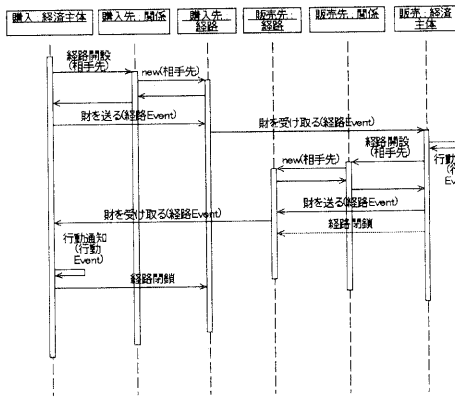 購入:経済主体
購入先:関係
購入先:
経路
販売先:
経路
販売先:関係
販売:経済
主体
経路開設
(相手先)
new(相手先)
財を送る(経路Event)
財を受け取る(経路Event)
経路開設
(相手先)
行動
(行
Ev
new(相手先)
財を送る(経路Event)
財を受け取る(経路Event)
経路閉鎖
行動通知
(行動
Event)
経路閉鎖